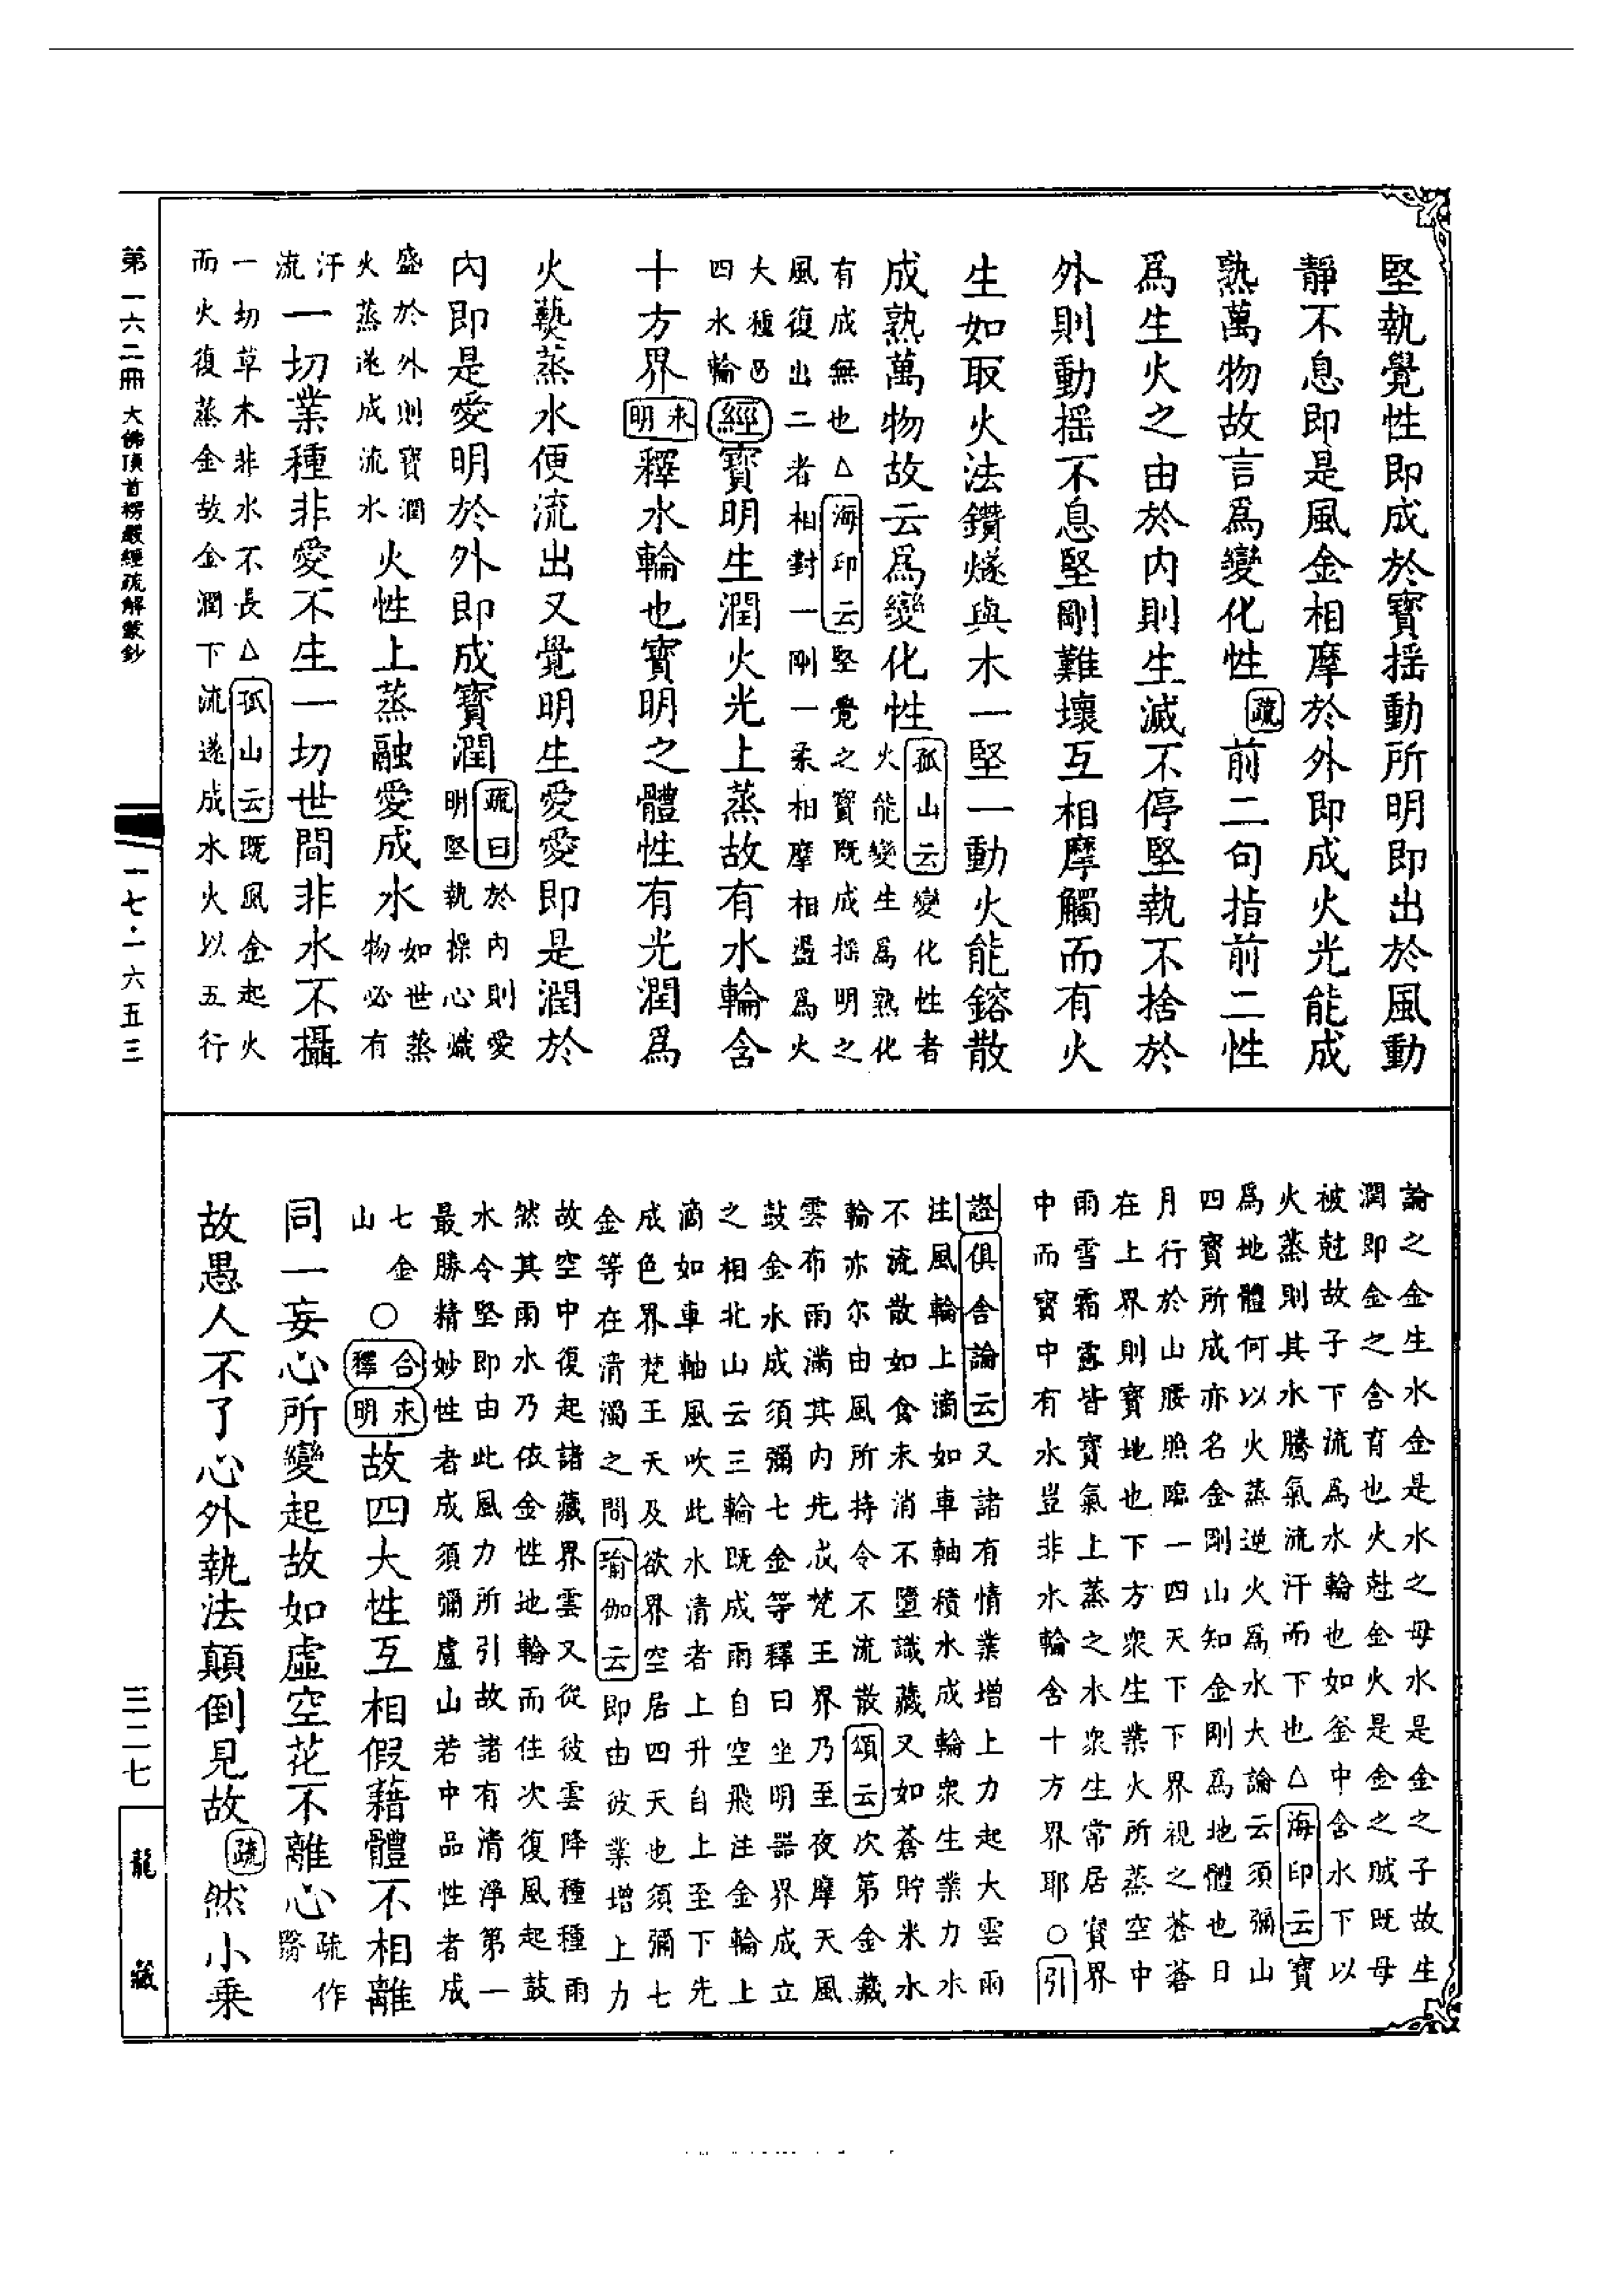 堅執覺性即成於寶搖動所明即出於風動
靜不息即是風金相摩於外即成火光能成
熟萬物故言為變化性疏前二句指前二性
為生火之由於內則生滅不停堅執不捨於
外則動搖不息堅剛難壞互相摩觸而有火
生如取火法鑽燧與木一堅一動火能鎔散
成熟萬物故云為變化性孤山云變化性者
火能變生為熟化
有成無也△海印云堅覺之寶既成搖明之
風復出二者相對一剛一柔相摩相盪為火
大種
四水輪經寶明生潤火光上蒸故有水輪含
十方界來明釋水輪也寶明之體性有光潤為
火爇蒸水便流出又覺明生愛愛即是潤於
內即是愛明於外即成寶潤疏曰於內則愛
明堅執操心熾
盛於外則寶潤
火蒸遂成流水火性上蒸融愛成水如世蒸
物必有
汗
流一切業種非愛不生一切世間非水不攝
一切草木非水不長△孤山云既風金起火
而火復蒸金故金潤下流遂成水火以五行
論之金生水金是水之母水是金之子故生
潤即金之含育也火尅金火是金之賊既母
被尅故子下流為水輪也如釜中含水下以
火蒸則其水騰氣流汗而下也△海印云寶
為地體何以火蒸逆火為水大論云須彌山
四寶所成亦名金剛山知金剛為地體也日
月行於山腰照臨一四天下下界視之蒼蒼
在上界則寶地也下方眾生業火所蒸空中
雨雪霜露皆寶氣上蒸之水眾生常居寶界
中而寶中有水豈非水輪含十方界耶○引
證俱舍論云又諸有情業增上力起大雲雨
注風輪上滴如車軸積水成輪眾生業力水
不流散如食未消不墮識藏又如蒼貯米水
輪亦尔由風所持令不流散頌云次第金藏
雲布雨滿其內先成梵王界乃至夜摩天風
鼓金水成須彌七金等釋曰坐明器界成立
之相北山云三輪既成雨自空飛注金輪上
滴如車軸風吹此水清者上升自上至下先
成色界梵王天及欲界空居四天也須彌七
金等在清濁之間瑜伽云即由彼業增上力
故空中復起諸藏界雲又從彼雲降種種雨
然其雨水乃依金性地輪而住次復風起鼓
水令堅即由此風力所引故諸有清淨第一
最勝精妙性者成須彌盧山若中品性者成
七金
山○合釋來明故四大性互相假藉體不相離
同一妄心所變起故如虛空花不離心疏作
故愚人不了心外執法顛倒見故疏然小乘
第一六二冊 大佛頂首楞嚴經疏解蒙鈔
一七·一六五三
三二七
龍藏